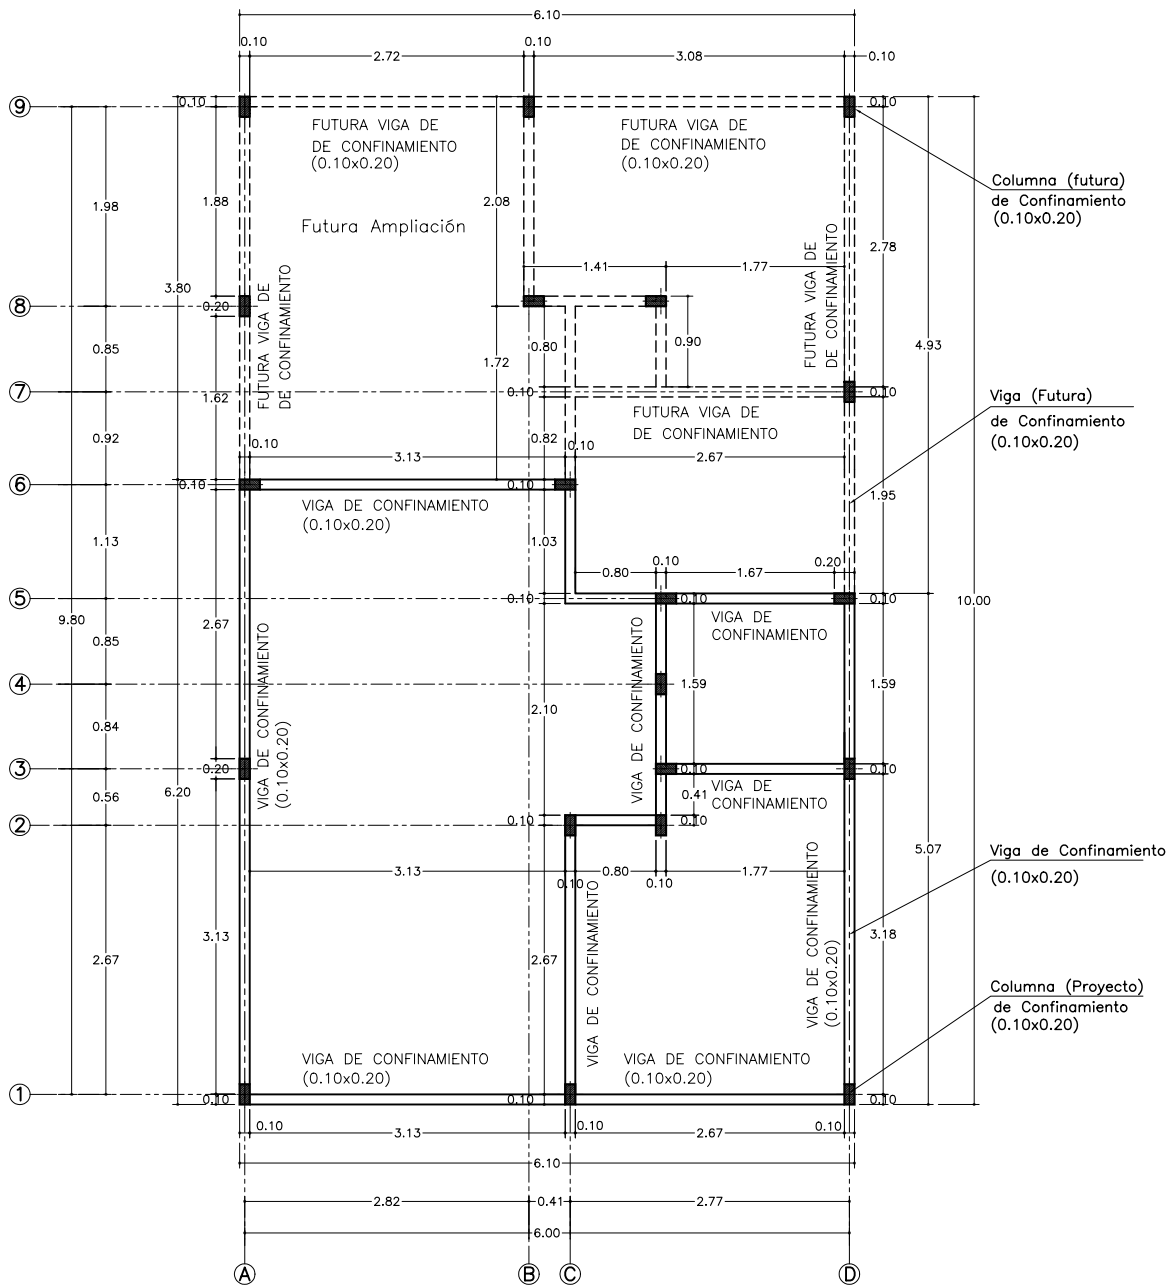 6.10
0.10 0.10
2.72 3.08 0.10
9 0.10 0.10
FUTURA VIGA DE
DE CONFINAMIENTO
(0.10x0.20)
FUTURA VIGA DE
DE CONFINAMIENTO
(0.10x0.20)
Columna (futura)
de Confinamiento
(0.10x0.20)
1.98 1.88 2.08
Futura Ampliación
2.78
1.41 1.77
FUTURA VIGA DE
DE CONFINAMIENTO
FUTURA VIGA DE
DE CONFINAMIENTO
3.80
8 0.20
0.85 1.72 0.80 0.90 4.93
7 0.10 0.10
1.62
Viga (Futura)
de Confinamiento
(0.10x0.20)
FUTURA VIGA DE
DE CONFINAMIENTO
0.92 0.10 0.82 0.10
3.13 2.67
6 0.10 0.10
1.95
VIGA DE CONFINAMIENTO
(0.10x0.20)
1.13 1.03
0.10 0.20
0.80 1.67
5 0.10 0.10 0.10
10.00
9.80
VIGA DE
CONFINAMIENTO
0.85 2.67
VIGA DE CONFINAMIENTO
(0.10x0.20)
VIGA DE CONFINAMIENTO
4 1.59 1.59
0.84 2.10
3 0.20 0.10 0.10
6.20
0.56 0.41
VIGA DE
CONFINAMIENTO
2 0.10 0.10
5.07
Viga de Confinamiento
(0.10x0.20)
3.13 0.80 1.77
0.10 0.10
VIGA DE CONFINAMIENTO
VIGA DE CONFINAMIENTO
(0.10x0.20)
3.13 3.18
2.67 2.67
Columna (Proyecto)
de Confinamiento
(0.10x0.20)
VIGA DE CONFINAMIENTO
(0.10x0.20)
VIGA DE CONFINAMIENTO
(0.10x0.20)
1 0.10 0.10 0.10
0.10 3.13 0.10 2.67 0.10
6.10
2.82 0.41 2.77
6.00
A B C D